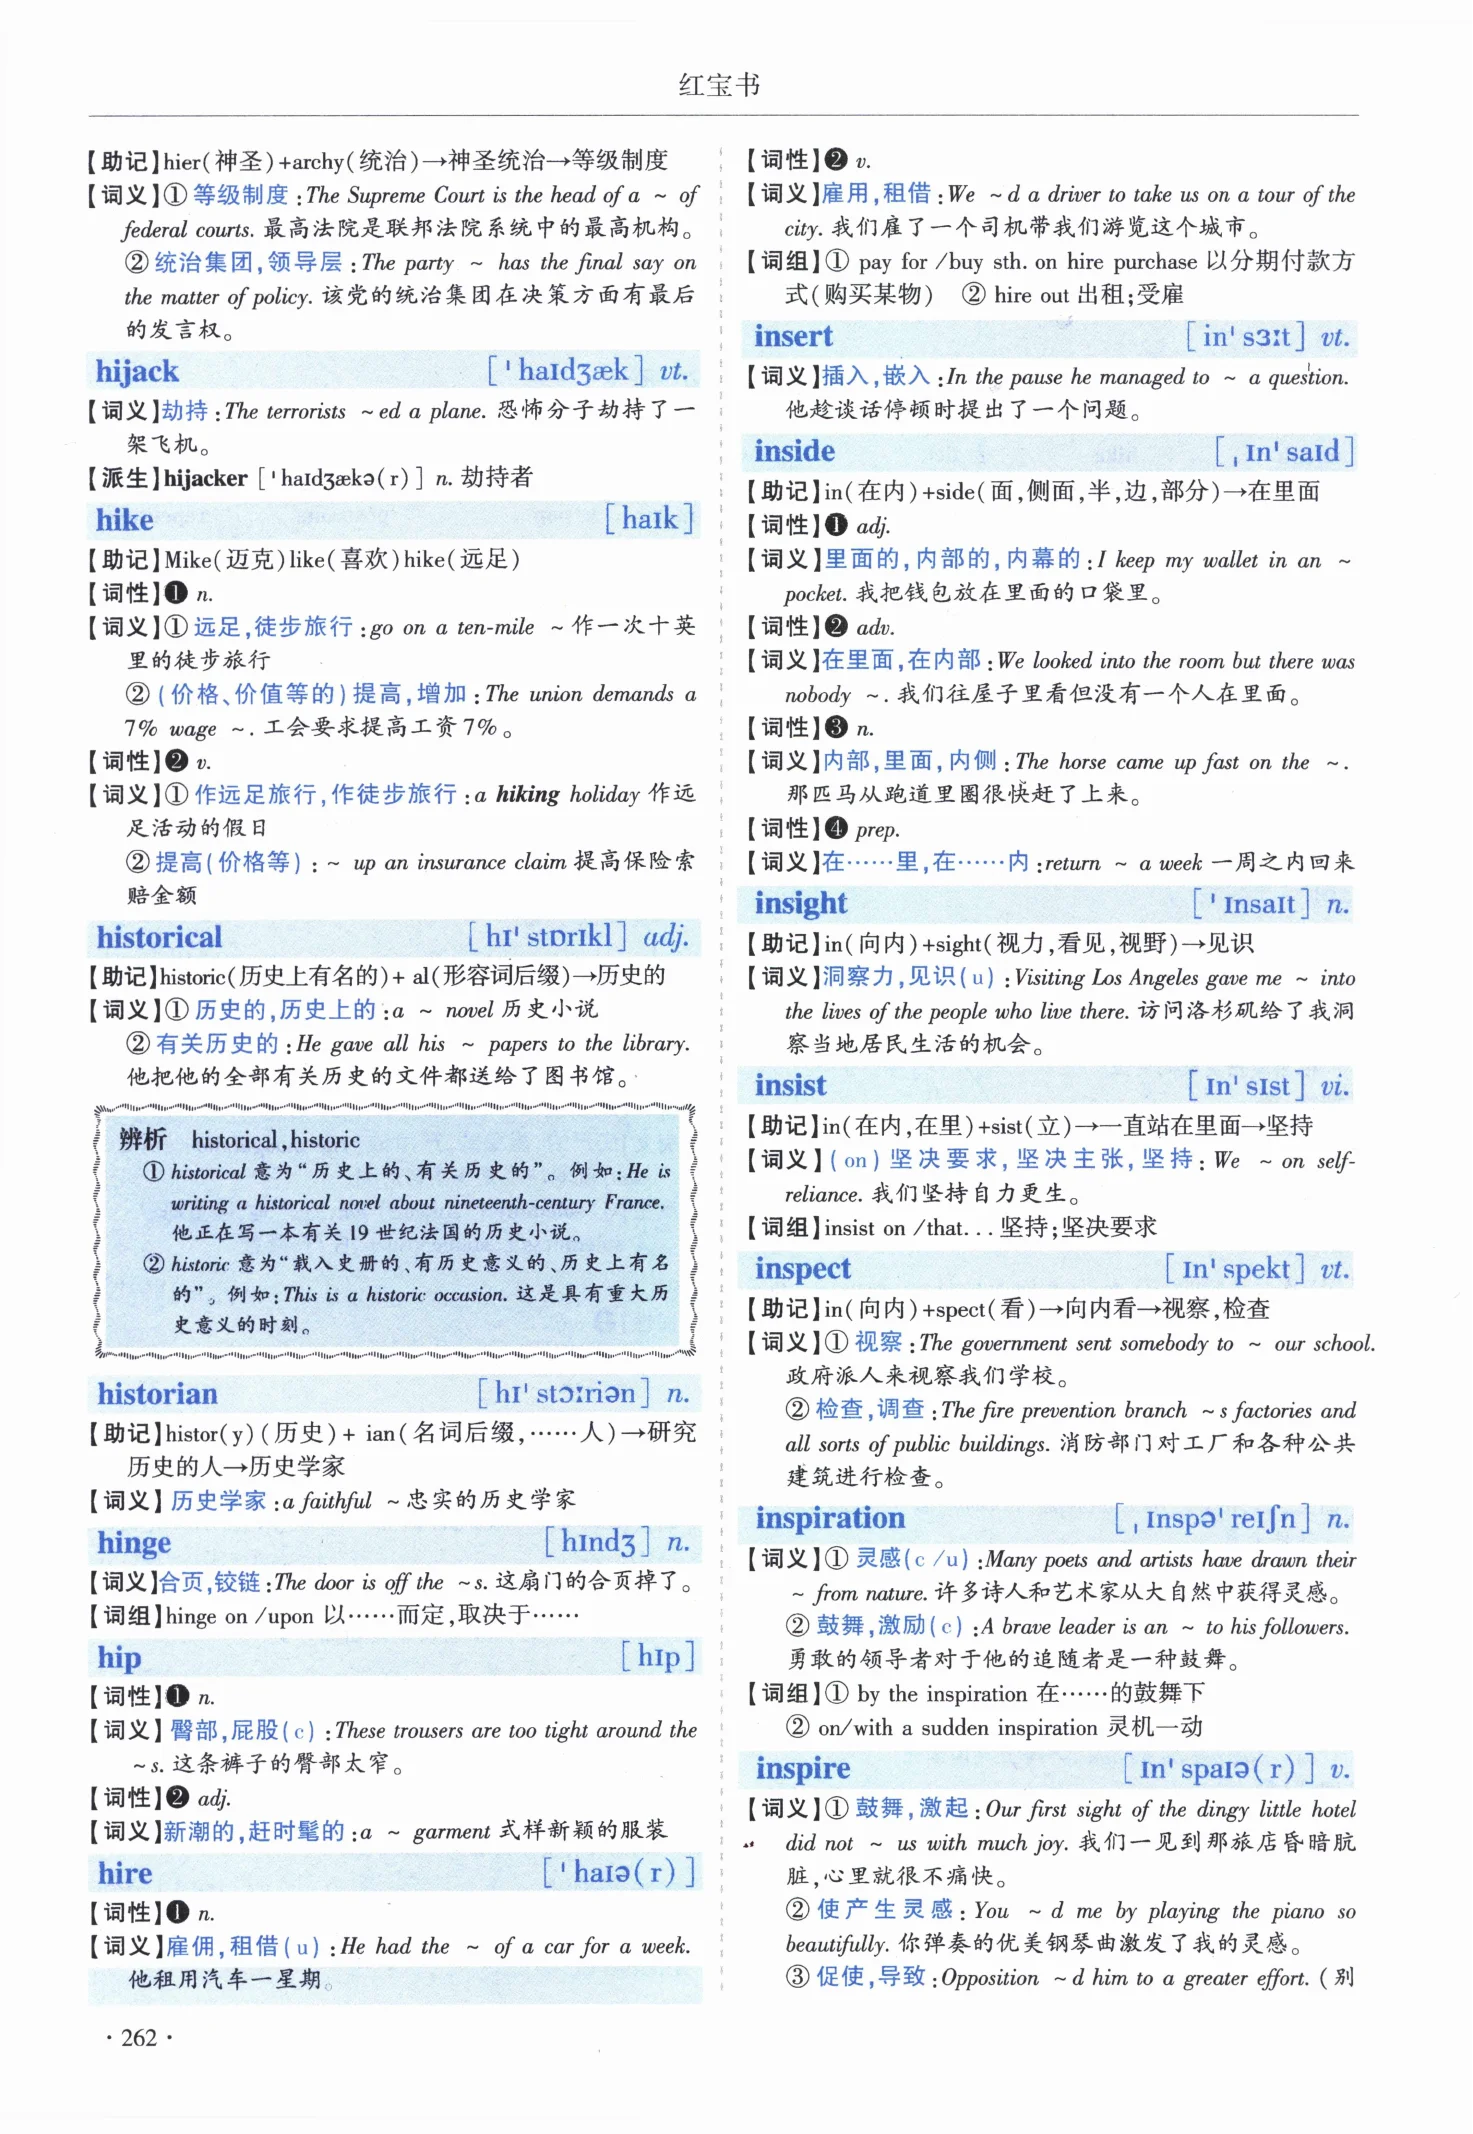 红宝书
【助记】hier(神圣)+archy(统治)→神圣统治→等级制度
【词义】①等级制度:The Supreme Court is the head of a ~ of
federal courts. 最高法院是联邦法院系统中的最高机构。
②统治集团,领导层:The party ~ has the final say on
the matter of policy. 该党的统治集团在决策方面有最后
的发言权。
hijack ['haɪdʒæk] vt.
【词义】劫持:The terrorists ~ed a plane. 恐怖分子劫持了一
架飞机。
【派生】hijacker ['haɪdʒækə(r)] n. 劫持者
hike [haɪk]
【助记】Mike(迈克)like(喜欢)hike(远足)
【词性】❶ n.
【词义】①远足,徒步旅行:go on a ten-mile ~作一次十英
里的徒步旅行
②(价格、价值等的)提高,增加:The union demands a
7% wage ~. 工会要求提高工资7%。
【词性】❷ v.
【词义】①作远足旅行,作徒步旅行:a hiking holiday 作远
足活动的假日
②提高(价格等):~ up an insurance claim 提高保险索
赔金额
historical [hɪ'stɒrɪkl] adj.
【助记】historic(历史上有名的)+ al(形容词后缀)→历史的
【词义】①历史的,历史上的:a ~ novel 历史小说
②有关历史的:He gave all his ~ papers to the library.
他把他的全部有关历史的文件都送给了图书馆。
辨析 historical,historic
①historical 意为“历史上的、有关历史的”。例如:He is
writing a historical novel about nineteenth-century France.
他正在写一本有关19世纪法国的历史小说。
②historic 意为“载入史册的、有历史意义的、历史上有名
的”。例如:This is a historic occasion. 这是具有重大历
史意义的时刻。
historian [hɪ'stɔːriən] n.
【助记】histor(y)(历史)+ ian(名词后缀,……人)→研究
历史的人→历史学家
【词义】历史学家:a faithful ~忠实的历史学家
hinge [hɪndʒ] n.
【词义】合页,铰链:The door is off the ~s. 这扇门的合页掉了。
【词组】hinge on /upon 以……而定,取决于……
hip [hɪp]
【词性】❶ n.
【词义】臀部,屁股(c):These trousers are too tight around the
~s. 这条裤子的臀部太窄。
【词性】❷ adj.
【词义】新潮的,赶时髦的:a ~ garment 式样新颖的服装
hire ['haɪə(r)]
【词性】❶ n.
【词义】雇佣,租借(u):He had the ~ of a car for a week.
他租用汽车一星期。
·262·
【词性】❷ v.
【词义】雇用,租借:We ~d a driver to take us on a tour of the
city. 我们雇了一个司机带我们游览这个城市。
【词组】① pay for /buy sth. on hire purchase 以分期付款方
式(购买某物) ② hire out 出租;受雇
insert [in'sɜːt] vt.
【词义】插入,嵌入:In the pause he managed to ~ a question.
他趁谈话停顿时提出了一个问题。
inside [ˌɪn'saɪd]
【助记】in(在内)+side(面,侧面,半,边,部分)→在里面
【词性】❶ adj.
【词义】里面的,内部的,内幕的:I keep my wallet in an ~
pocket. 我把钱包放在里面的口袋里。
【词性】❷ adv.
【词义】在里面,在内部:We looked into the room but there was
nobody ~. 我们往屋子里看但没有一个人在里面。
【词性】❸ n.
【词义】内部,里面,内侧:The horse came up fast on the ~.
那匹马从跑道里圈很快赶了上来。
【词性】❹ prep.
【词义】在……里,在……内:return ~ a week 一周之内回来
insight ['ɪnsaɪt] n.
【助记】in(向内)+sight(视力,看见,视野)→见识
【词义】洞察力,见识(u):Visiting Los Angeles gave me ~ into
the lives of the people who live there. 访问洛杉矶给了我洞
察当地居民生活的机会。
insist [ɪn'sɪst] vi.
【助记】in(在内,在里)+sist(立)→一直站在里面→坚持
【词义】(on)坚决要求,坚决主张,坚持:We ~ on self-
reliance. 我们坚持自力更生。
【词组】insist on /that... 坚持;坚决要求
inspect [ɪn'spekt] vt.
【助记】in(向内)+spect(看)→向内看→视察,检查
【词义】①视察:The government sent somebody to ~ our school.
政府派人来视察我们学校。
②检查,调查:The fire prevention branch ~s factories and
all sorts of public buildings. 消防部门对工厂和各种公共
建筑进行检查。
inspiration [ˌɪnspə'reɪʃn] n.
【词义】①灵感(c /u):Many poets and artists have drawn their
~ from nature. 许多诗人和艺术家从大自然中获得灵感。
②鼓舞,激励(c):A brave leader is an ~ to his followers.
勇敢的领导者对于他的追随者是一种鼓舞。
【词组】① by the inspiration 在……的鼓舞下
② on/with a sudden inspiration 灵机一动
inspire [ɪn'spaɪə(r)] v.
【词义】①鼓舞,激起:Our first sight of the dingy little hotel
did not ~ us with much joy. 我们一见到那旅店昏暗肮
脏,心里就很不痛快。
②使产生灵感:You ~d me by playing the piano so
beautifully. 你弹奏的优美钢琴曲激发了我的灵感。
③促使,导致:Opposition ~d him to a greater effort. (别